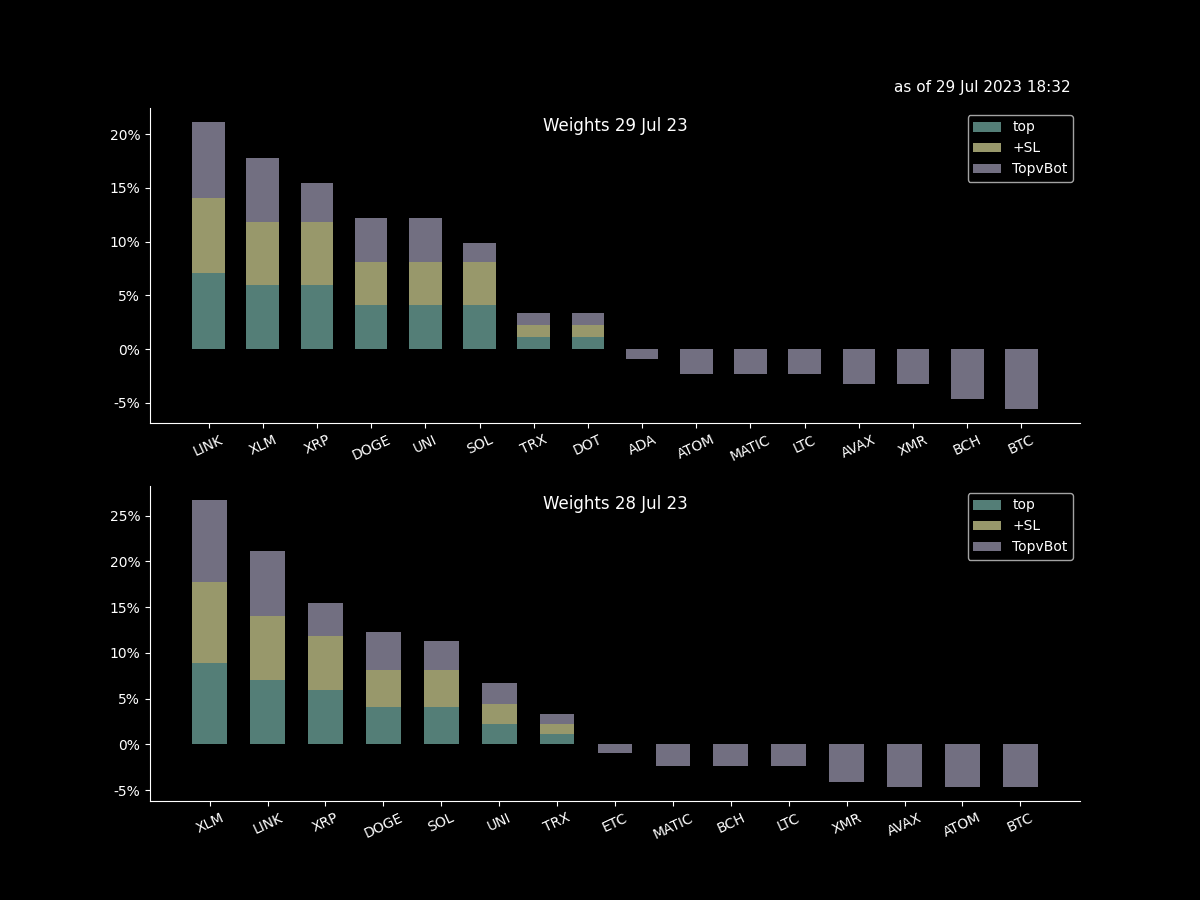 as of 29 Jul 2023 18:32
Weights 29 Jul 23
top
+SL
TopvBot
20%
15%
10%
5%
0%
-5%
LINK XLM XRP DOGE UNI SOL TRX DOT ADA ATOM MATIC LTC AVAX XMR BCH BTC
Weights 28 Jul 23
top
+SL
TopvBot
25%
20%
15%
10%
5%
0%
-5%
XLM LINK XRP DOGE SOL UNI TRX ETC MATIC BCH LTC XMR AVAX ATOM BTC